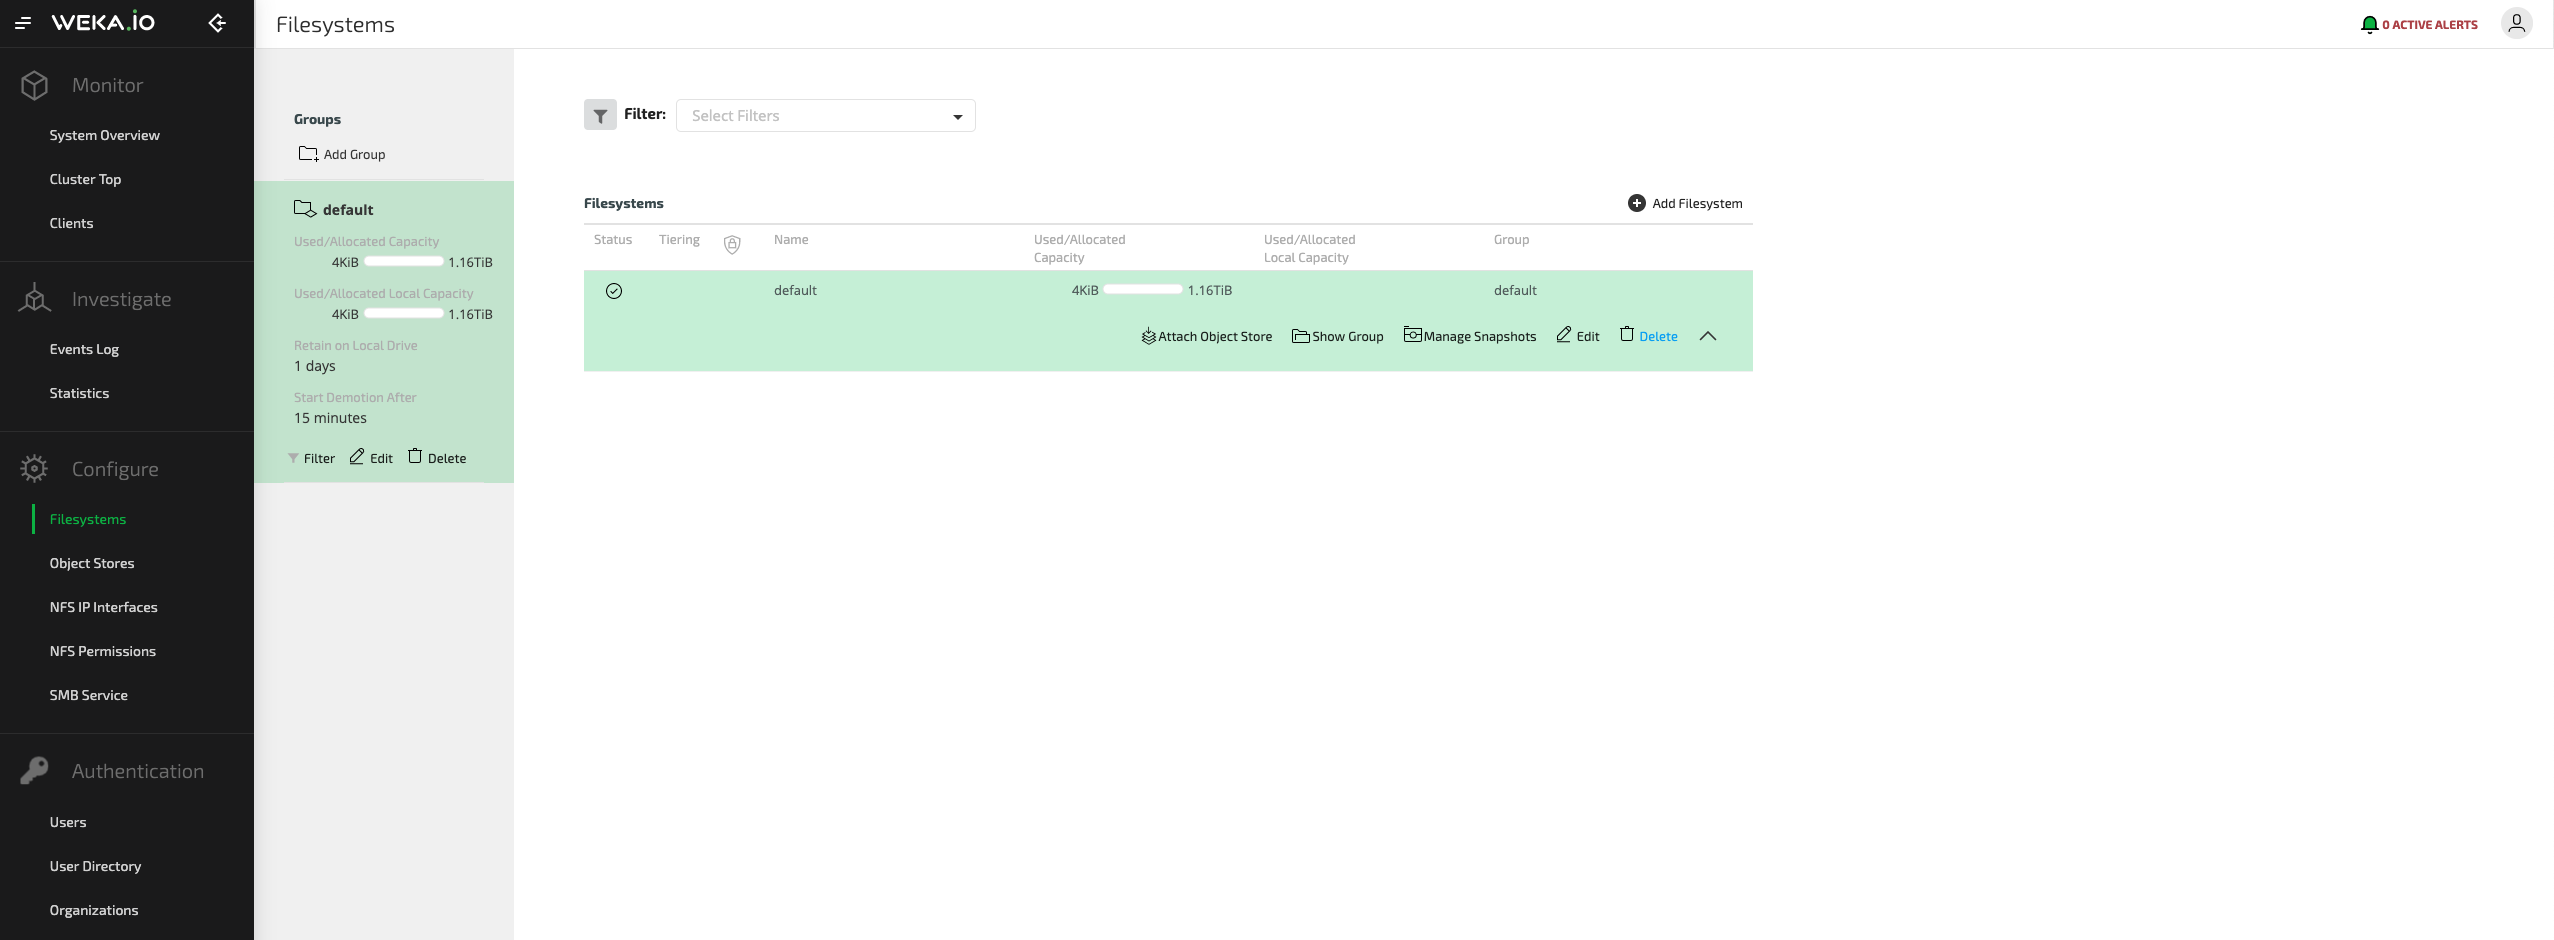 WEKA.iO
Monitor
System Overview
Cluster Top
Clients
Investigate
Events Log
Statistics
Configure
Filesystems
Object Stores
NFS IP Interfaces
NFS Permissions
SMB Service
Authentication
Users
User Directory
Organizations
Filesystems
0 ACTIVE ALERTS
Groups
Add Group
default
Used/Allocated Capacity
4KiB 1.16TiB
Used/Allocated Local Capacity
4KiB 1.16TiB
Retain on Local Drive
1 days
Start Demotion After
15 minutes
Filter Edit Delete
Filter: Select Filters
Filesystems Add Filesystem
Status Tiering Name Used/Allocated Used/Allocated Group
Capacity Local Capacity
default 4KiB 1.16TiB default
Attach Object Store Show Group Manage Snapshots Edit Delete